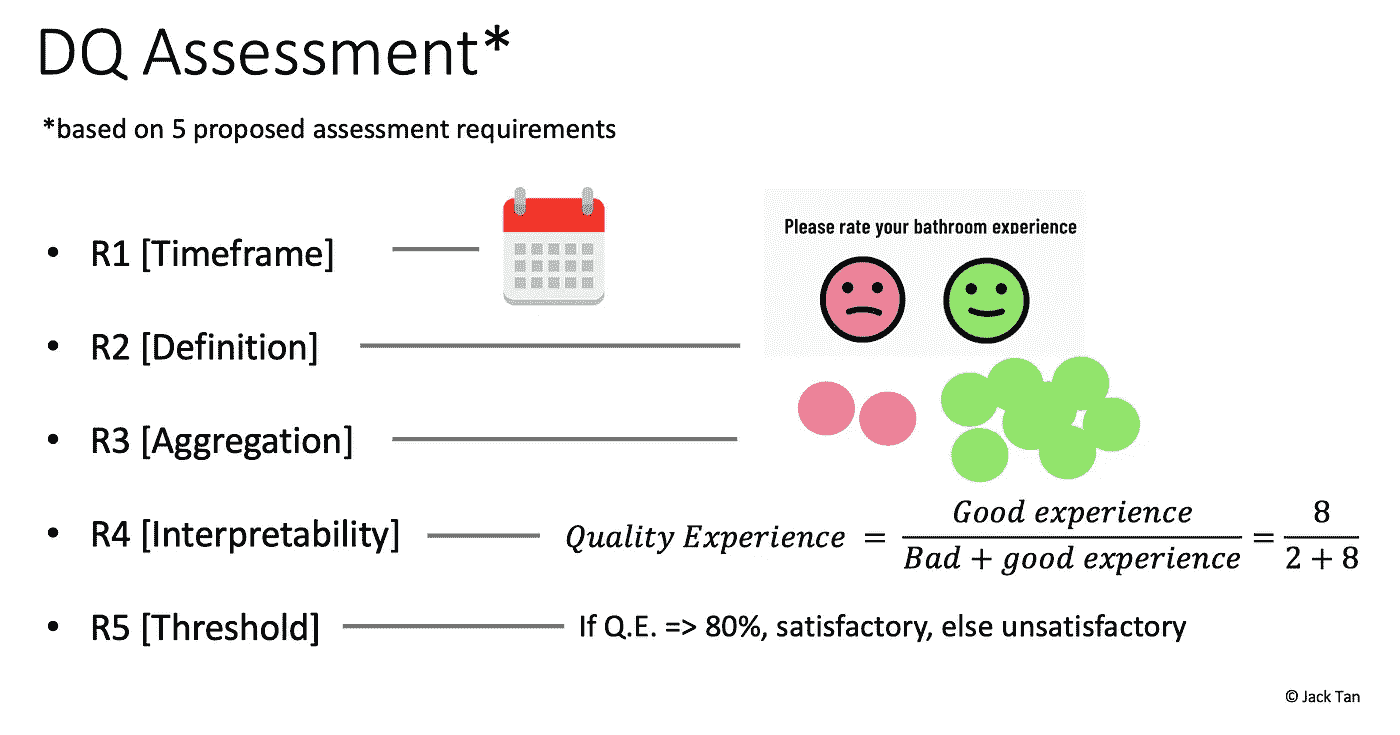 DQ Assessment*
*based on 5 proposed assessment requirements
• R1 [Timeframe]
Please rate your bathroom experience
• R2 [Definition]
• R3 [Aggregation]
• R4 [Interpretability]
Quality Experience = Good experience / Bad + good experience = 8 / 2 + 8
• R5 [Threshold]
If Q.E. => 80%, satisfactory, else unsatisfactory
© Jack Tan